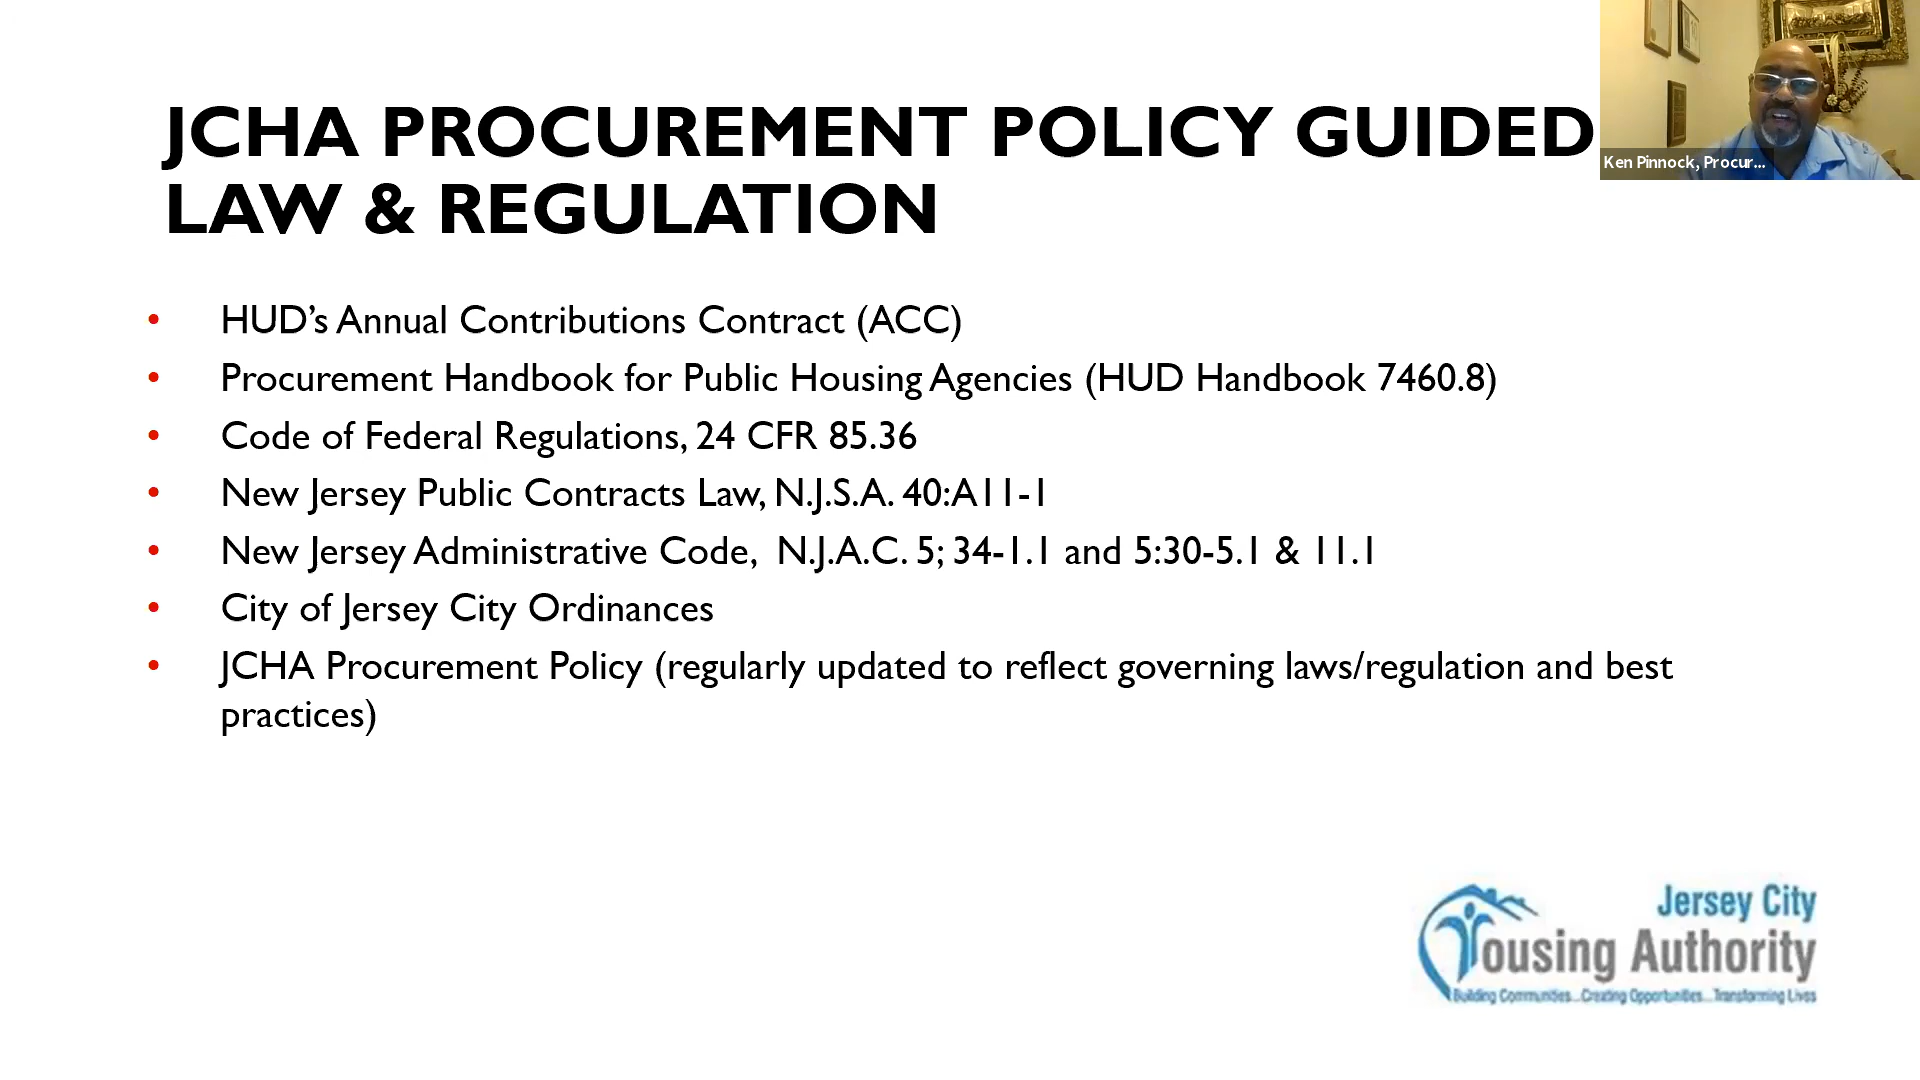 JCHA PROCUREMENT POLICY GUIDED
LAW & REGULATION
Ken Pinnock, Procur...
• HUD’s Annual Contributions Contract (ACC)
• Procurement Handbook for Public Housing Agencies (HUD Handbook 7460.8)
• Code of Federal Regulations, 24 CFR 85.36
• New Jersey Public Contracts Law, N.J.S.A. 40:A11-1
• New Jersey Administrative Code,  N.J.A.C. 5; 34-1.1 and 5:30-5.1 & 11.1
• City of Jersey City Ordinances
• JCHA Procurement Policy (regularly updated to reflect governing laws/regulation and best
practices)
Jersey City
Housing Authority
Building Communities...Creating Opportunities...Transforming Lives